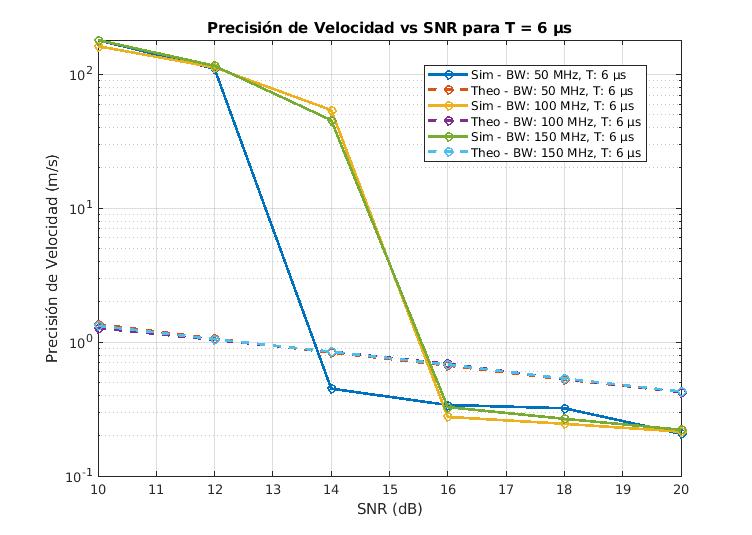 Precisión de Velocidad vs SNR para T = 6 µs
Sim - BW: 50 MHz, T: 6 µs
Theo - BW: 50 MHz, T: 6 µs
Sim - BW: 100 MHz, T: 6 µs
Theo - BW: 100 MHz, T: 6 µs
Sim - BW: 150 MHz, T: 6 µs
Theo - BW: 150 MHz, T: 6 µs
Precisión de Velocidad (m/s)
10²
10¹
10⁰
10⁻¹
10 11 12 13 14 15 16 17 18 19 20
SNR (dB)